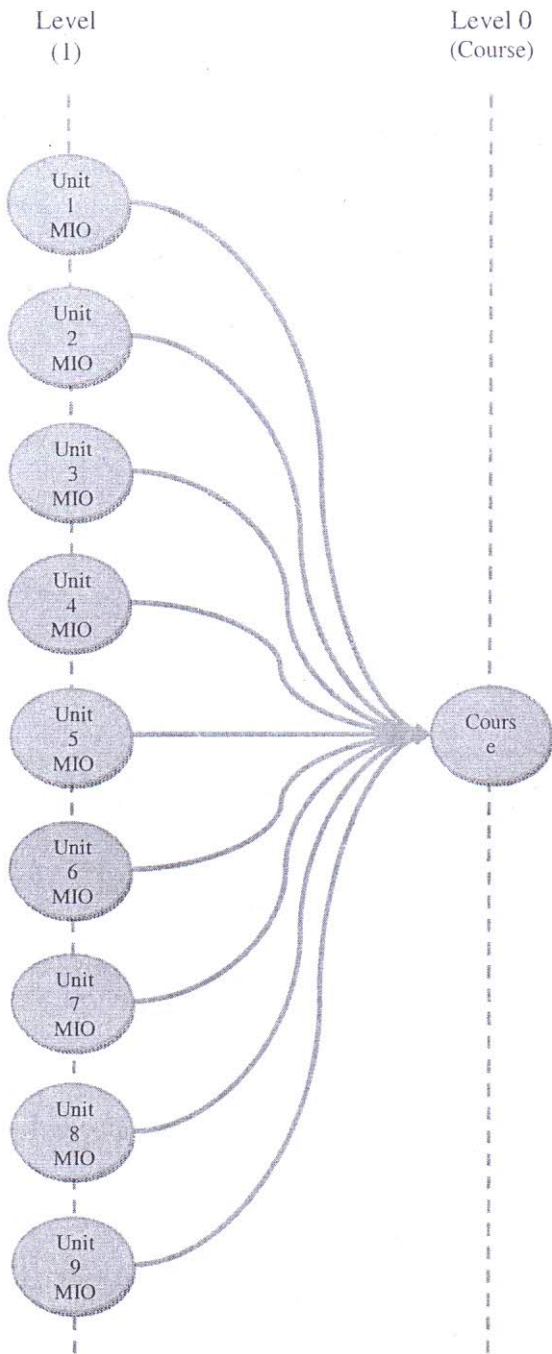 Level
(1)
Level 0
(Course)
Unit
1
MIO
Unit
2
MIO
Unit
3
MIO
Unit
4
MIO
Unit
5
MIO
Cours
e
Unit
6
MIO
Unit
7
MIO
Unit
8
MIO
Unit
9
MIO